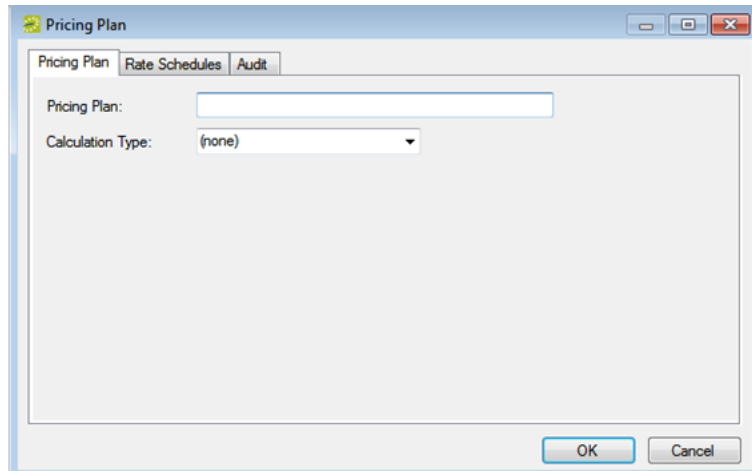 Pricing Plan
Pricing Plan Rate Schedules Audit
Pricing Plan:
Calculation Type: (none)
OK Cancel